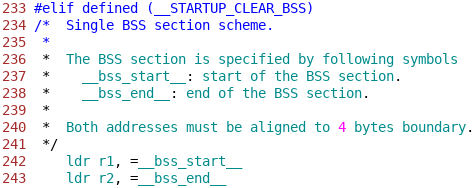 233 #elif defined (__STARTUP_CLEAR_BSS)
234 /*  Single BSS section scheme.
235  *
236  *  The BSS section is specified by following symbols
237  *    __bss_start__: start of the BSS section.
238  *    __bss_end__: end of the BSS section.
239  *
240  *  Both addresses must be aligned to 4 bytes boundary.
241  */
242     ldr r1, =__bss_start__
243     ldr r2, =__bss_end__